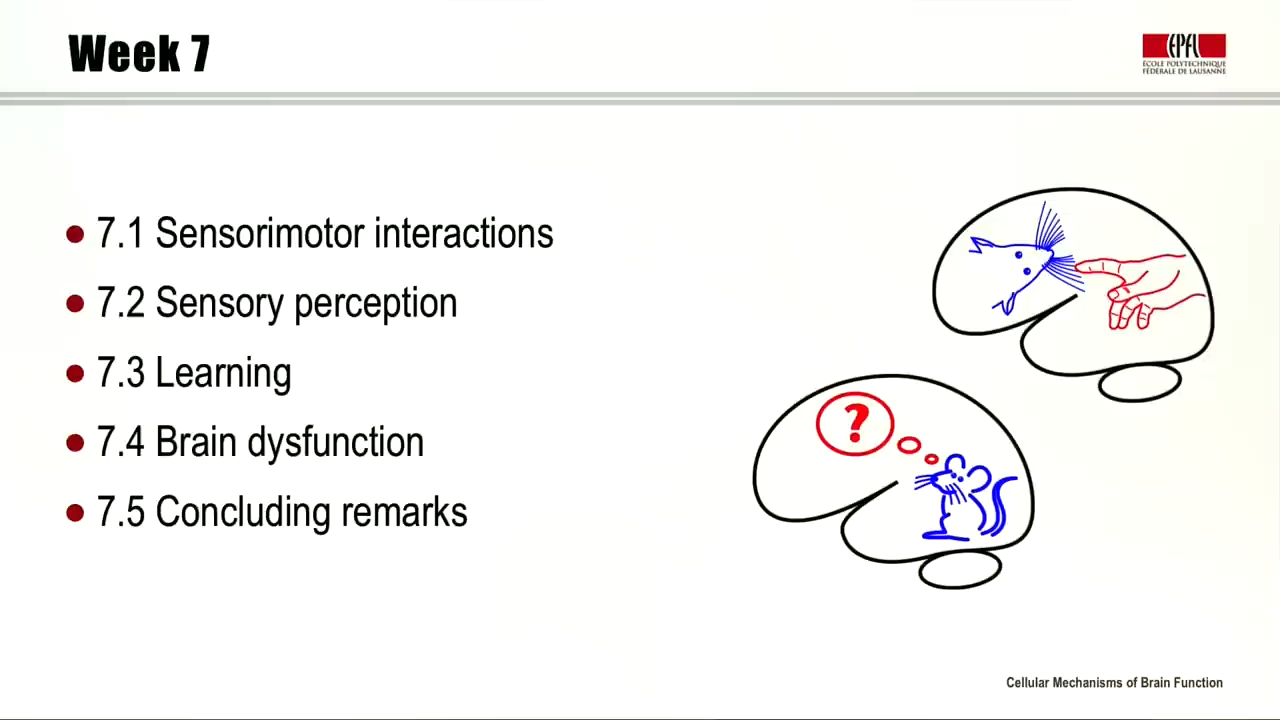 Week 7
EPFL
ÉCOLE POLYTECHNIQUE
FÉDÉRALE DE LAUSANNE
7.1 Sensorimotor interactions
7.2 Sensory perception
7.3 Learning
7.4 Brain dysfunction
7.5 Concluding remarks
?
Cellular Mechanisms of Brain Function